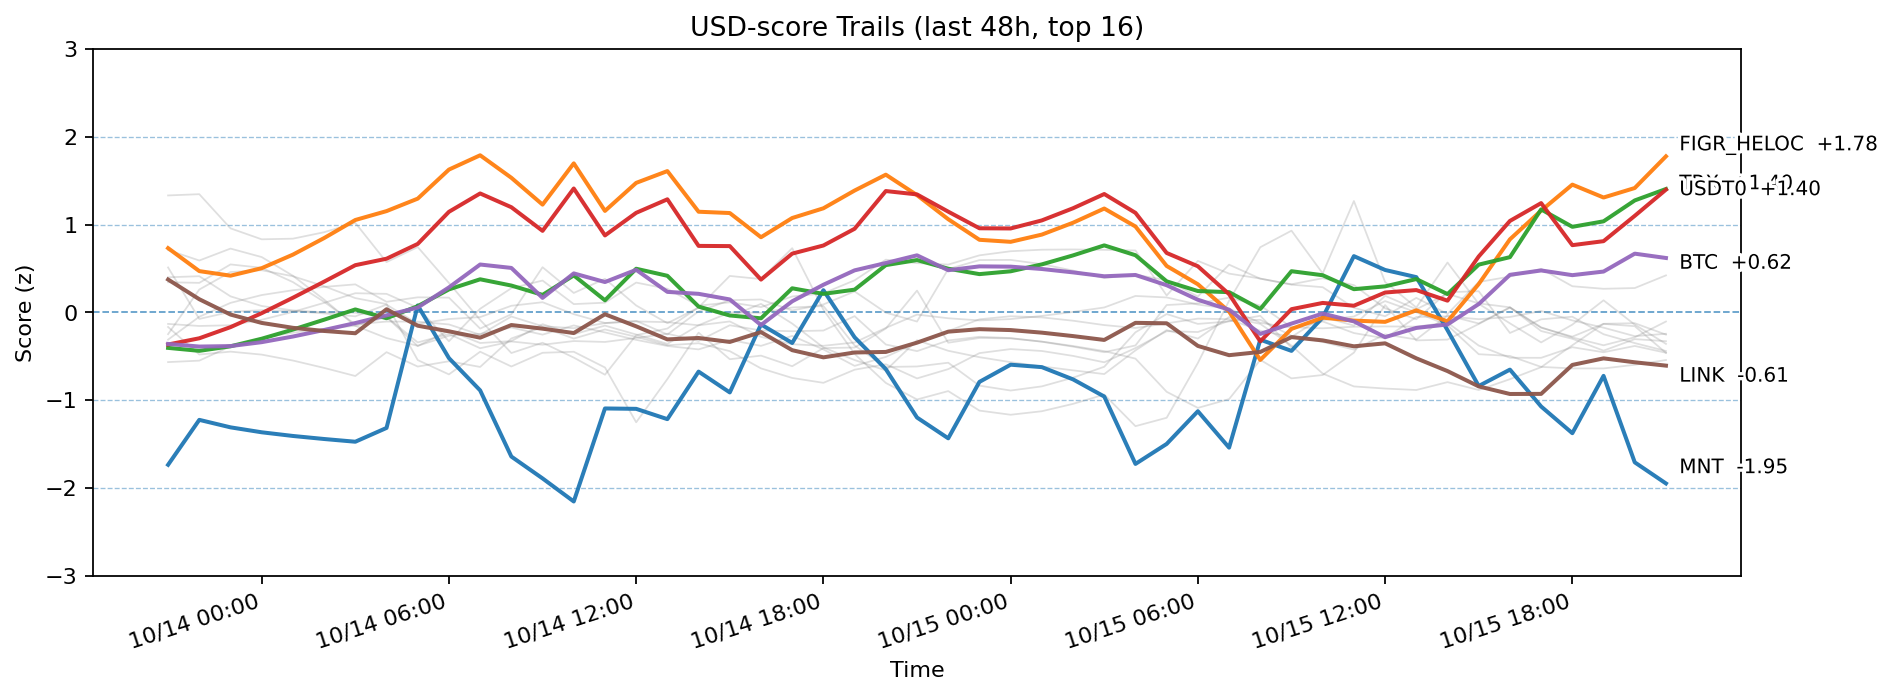 USD-score Trails (last 48h, top 16)
Score (z)
3
2
1
0
−1
−2
−3
FIGR_HELOC +1.78
USDT0 +1.40
BTC +0.62
LINK -0.61
MNT -1.95
10/14 00:00
10/14 06:00
10/14 12:00
10/14 18:00
10/15 00:00
10/15 06:00
10/15 12:00
10/15 18:00
Time